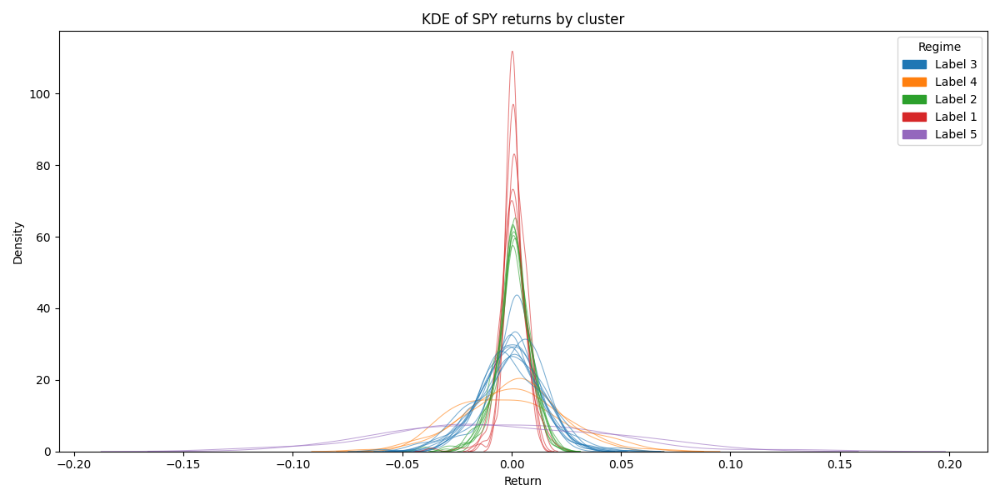 KDE of SPY returns by cluster
Regime
Label 3
Label 4
Label 2
Label 1
Label 5
Density
100
80
60
40
20
0
−0.20 −0.15 −0.10 −0.05 0.00 0.05 0.10 0.15 0.20
Return